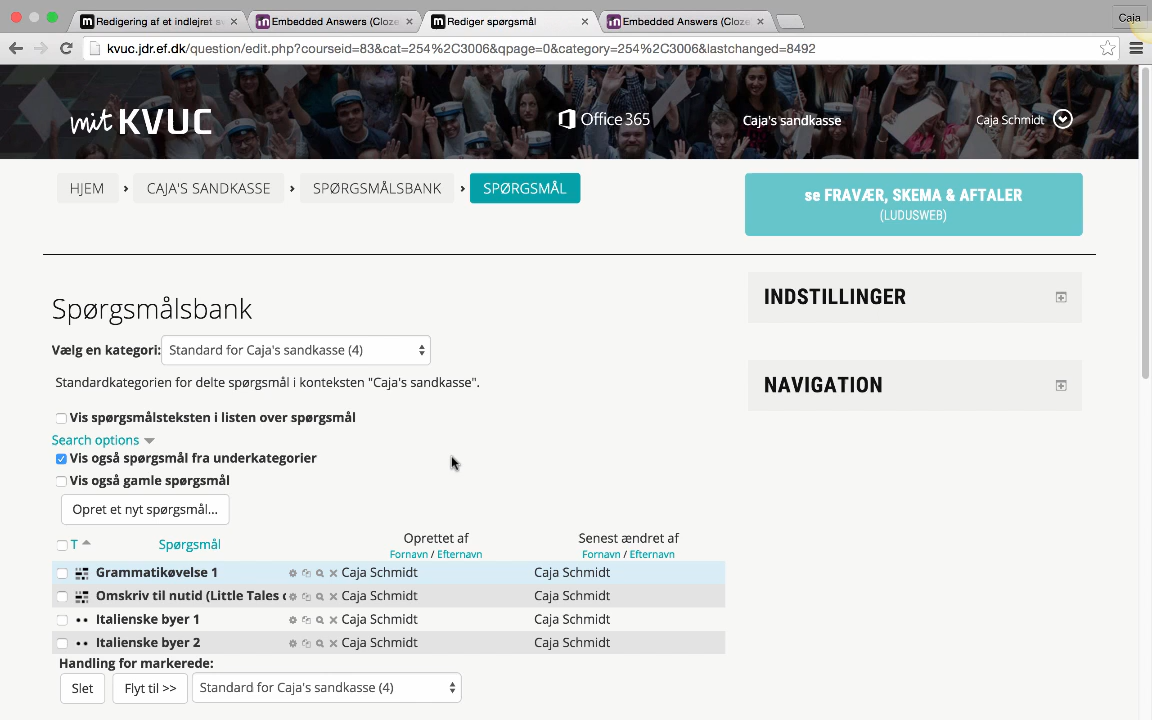 Redigering af et indlejret sv
Embedded Answers (Cloze
Rediger spørgsmål
Embedded Answers (Cloze
Caja
kvuc.jdr.ef.dk/question/edit.php?courseid=83&cat=254%2C3006&qpage=0&category=254%2C3006&lastchanged=8492
mit KVUC
Office 365
Caja's sandkasse
Caja Schmidt
HJEM
CAJA'S SANDKASSE
SPØRGSMÅLSBANK
SPØRGSMÅL
se FRAVÆR, SKEMA & AFTALER
(LUDUSWEB)
INDSTILLINGER
NAVIGATION
Spørgsmålsbank
Vælg en kategori: Standard for Caja's sandkasse (4)
Standardkategorien for delte spørgsmål i konteksten "Caja's sandkasse".
Vis spørgsmålsteksten i listen over spørgsmål
Search options
Vis også spørgsmål fra underkategorier
Vis også gamle spørgsmål
Opret et nyt spørgsmål...
T Spørgsmål Oprettet af Senest ændret af
Fornavn / Efternavn Fornavn / Efternavn
Grammatikøvelse 1 Caja Schmidt Caja Schmidt
Omskriv til nutid (Little Tales o Caja Schmidt Caja Schmidt
Italienske byer 1 Caja Schmidt Caja Schmidt
Italienske byer 2 Caja Schmidt Caja Schmidt
Handling for markerede:
Slet Flyt til >> Standard for Caja's sandkasse (4)